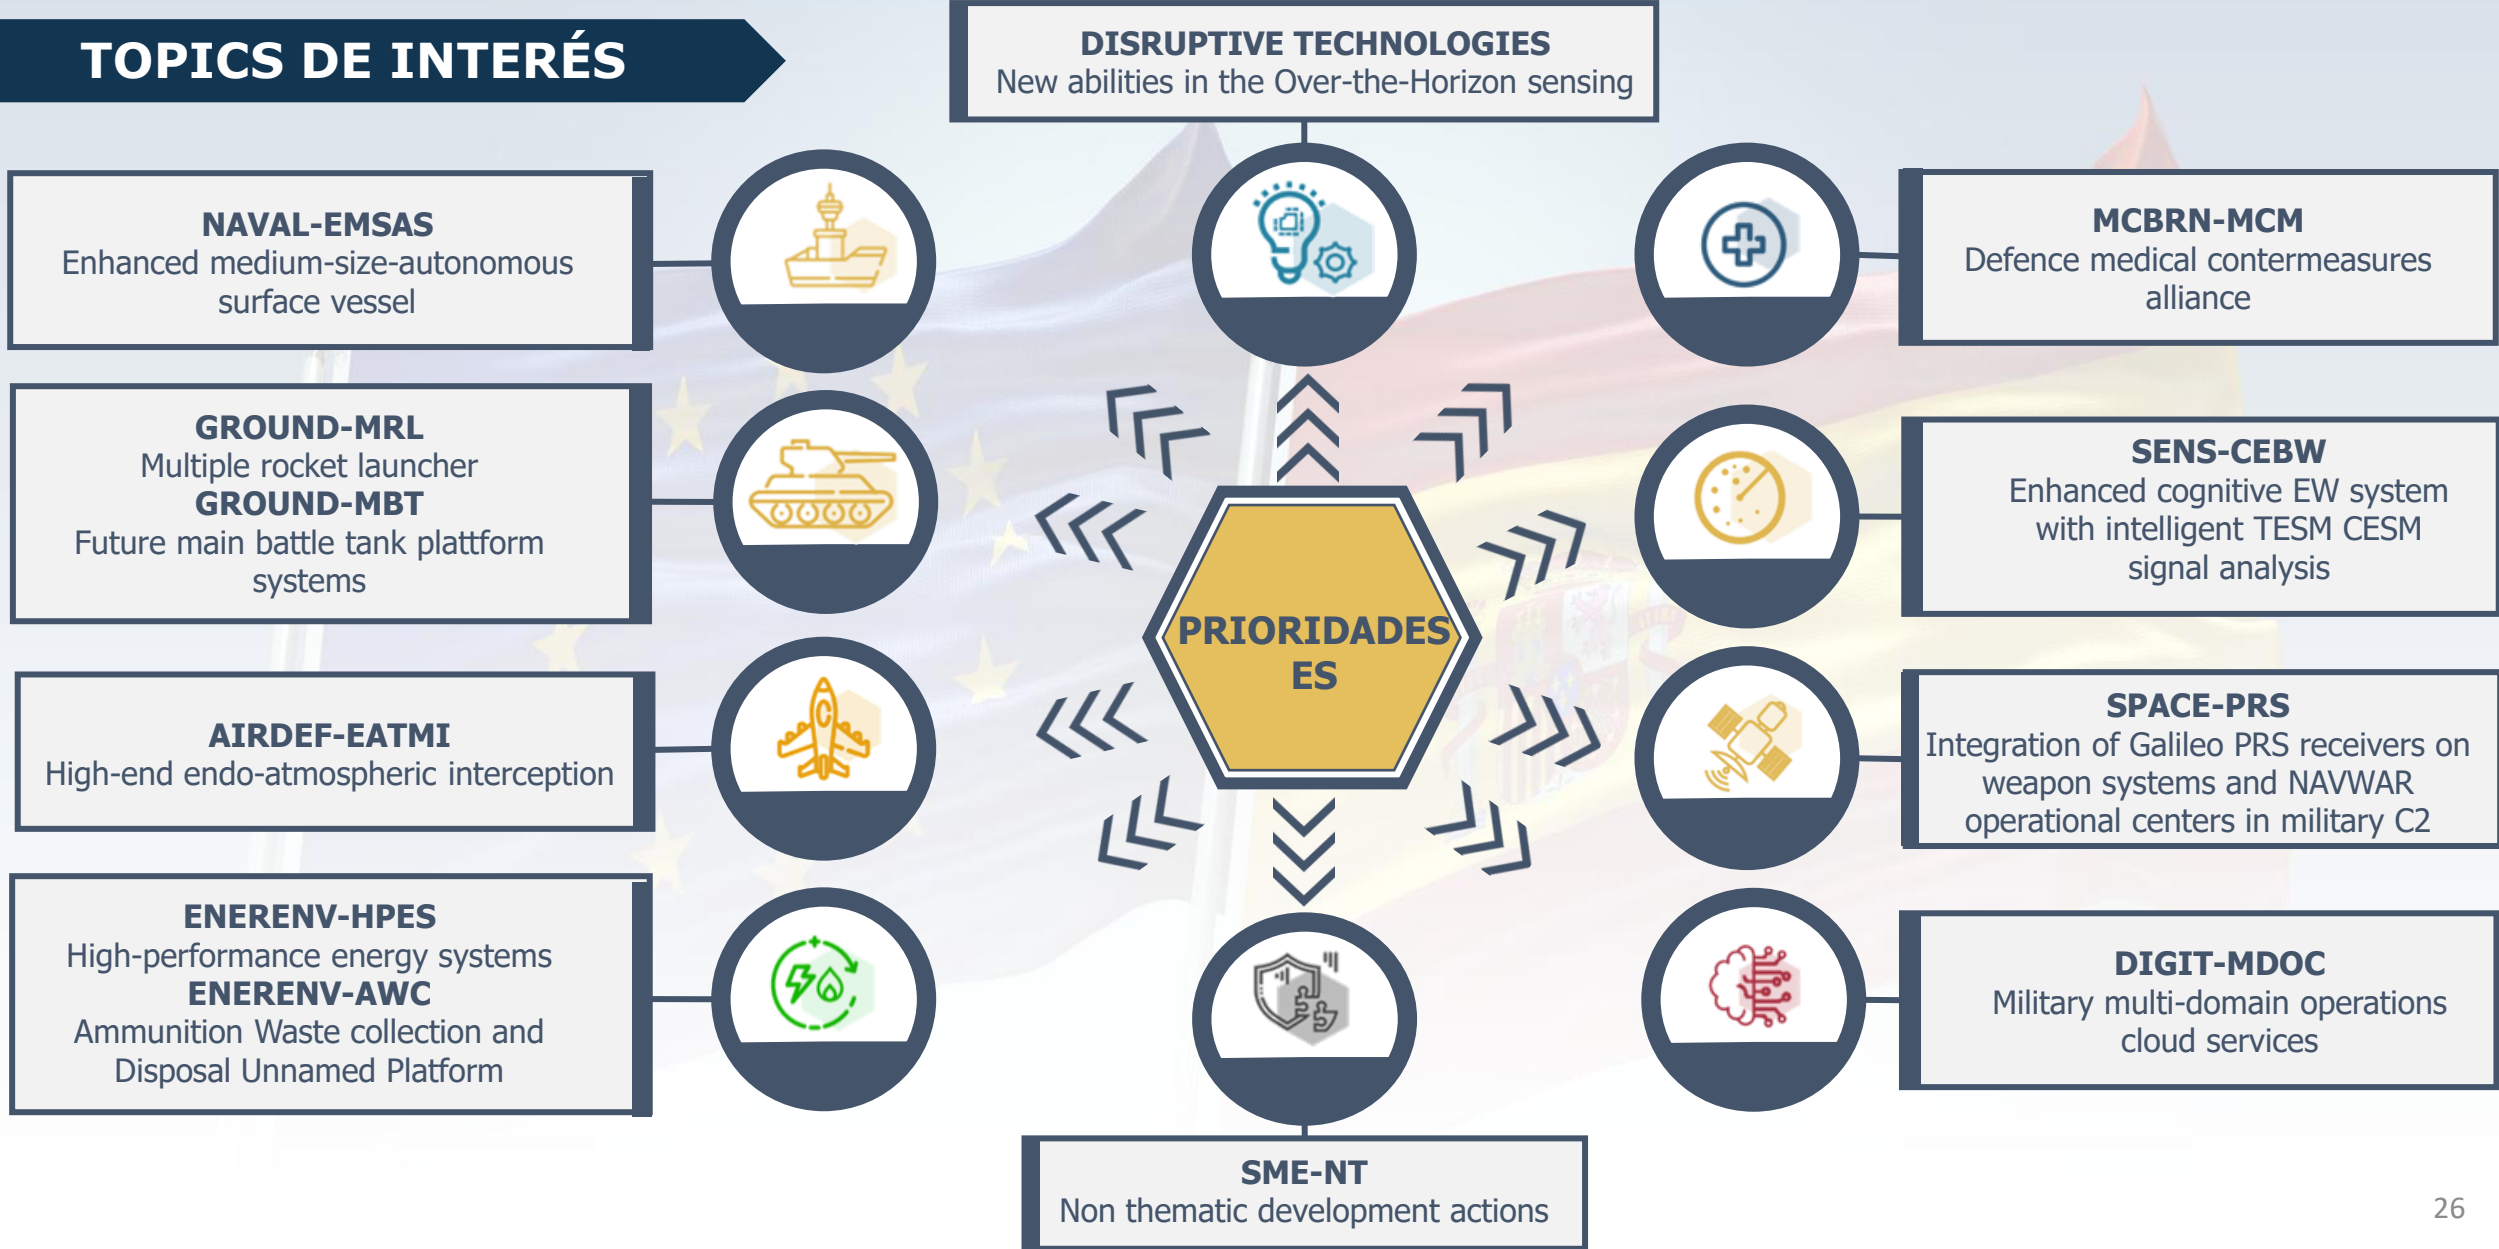 TOPICS DE INTERÉS
DISRUPTIVE TECHNOLOGIES
New abilities in the Over-the-Horizon sensing
NAVAL-EMSAS
Enhanced medium-size-autonomous
surface vessel
GROUND-MRL
Multiple rocket launcher
GROUND-MBT
Future main battle tank plattform
systems
AIRDEF-EATMI
High-end endo-atmospheric interception
ENERENV-HPES
High-performance energy systems
ENERENV-AWC
Ammunition Waste collection and
Disposal Unnamed Platform
PRIORIDADES
ES
MCBRN-MCM
Defence medical contermeasures
alliance
SENS-CEBW
Enhanced cognitive EW system
with intelligent TESM CESM
signal analysis
SPACE-PRS
Integration of Galileo PRS receivers on
weapon systems and NAVWAR
operational centers in military C2
DIGIT-MDOC
Military multi-domain operations
cloud services
SME-NT
Non thematic development actions
26